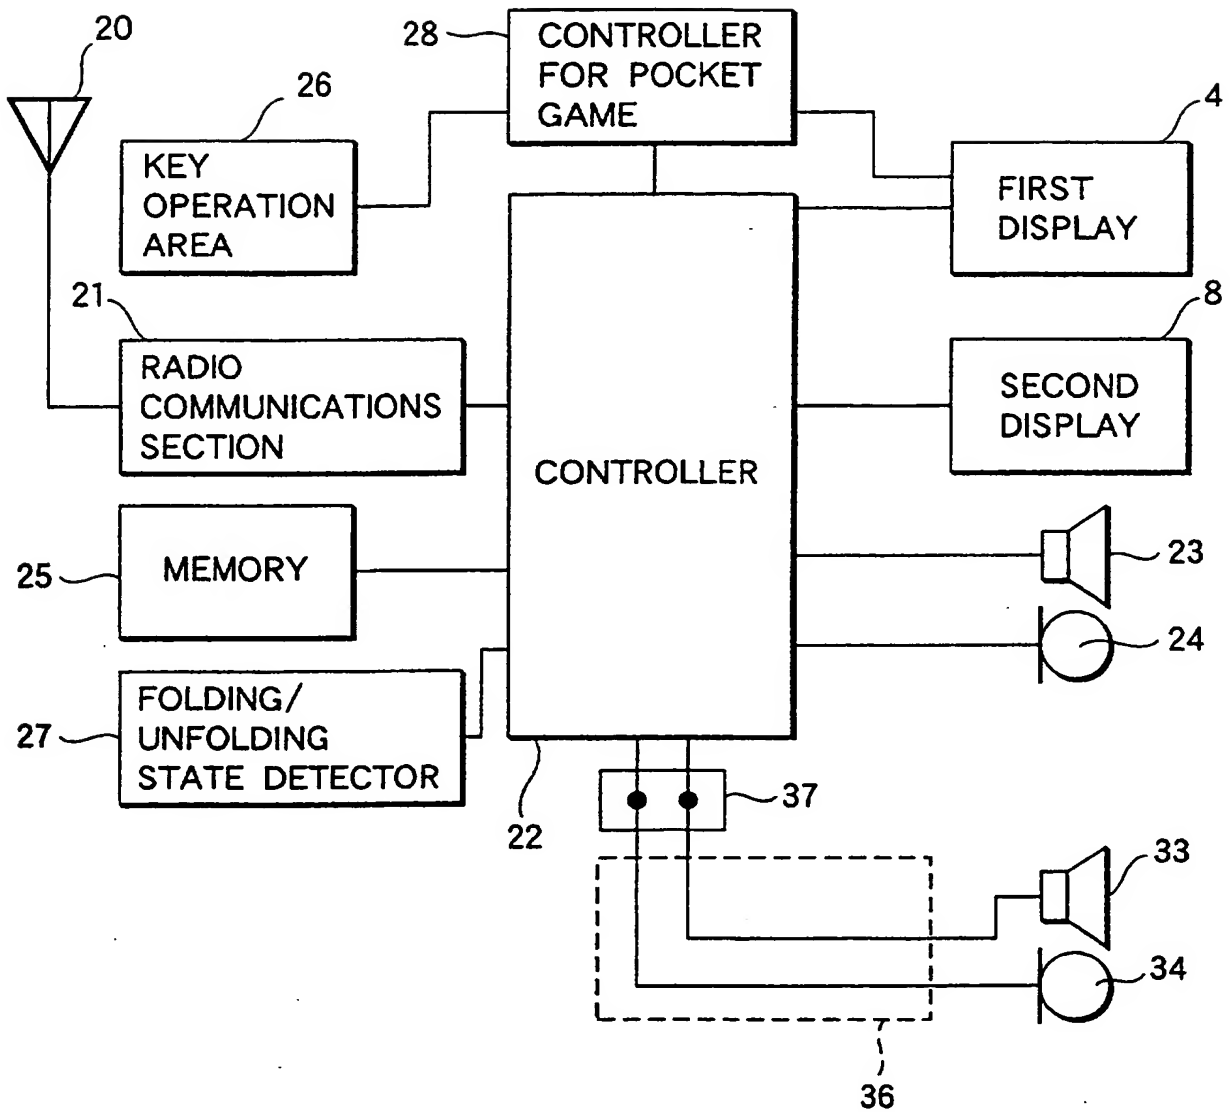 20
28
CONTROLLER
FOR POCKET
GAME
26
KEY
OPERATION
AREA
4
FIRST
DISPLAY
21
RADIO
COMMUNICATIONS
SECTION
8
SECOND
DISPLAY
CONTROLLER
25
MEMORY
23
24
27
FOLDING/
UNFOLDING
STATE DETECTOR
22
37
33
34
36